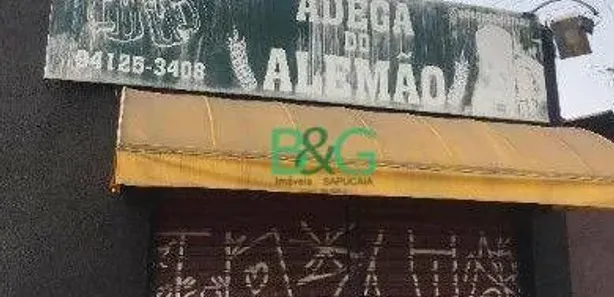 ADEGA
DO
94125-3408
ALEMÃO
B&G
Imóveis SAPUCAIA